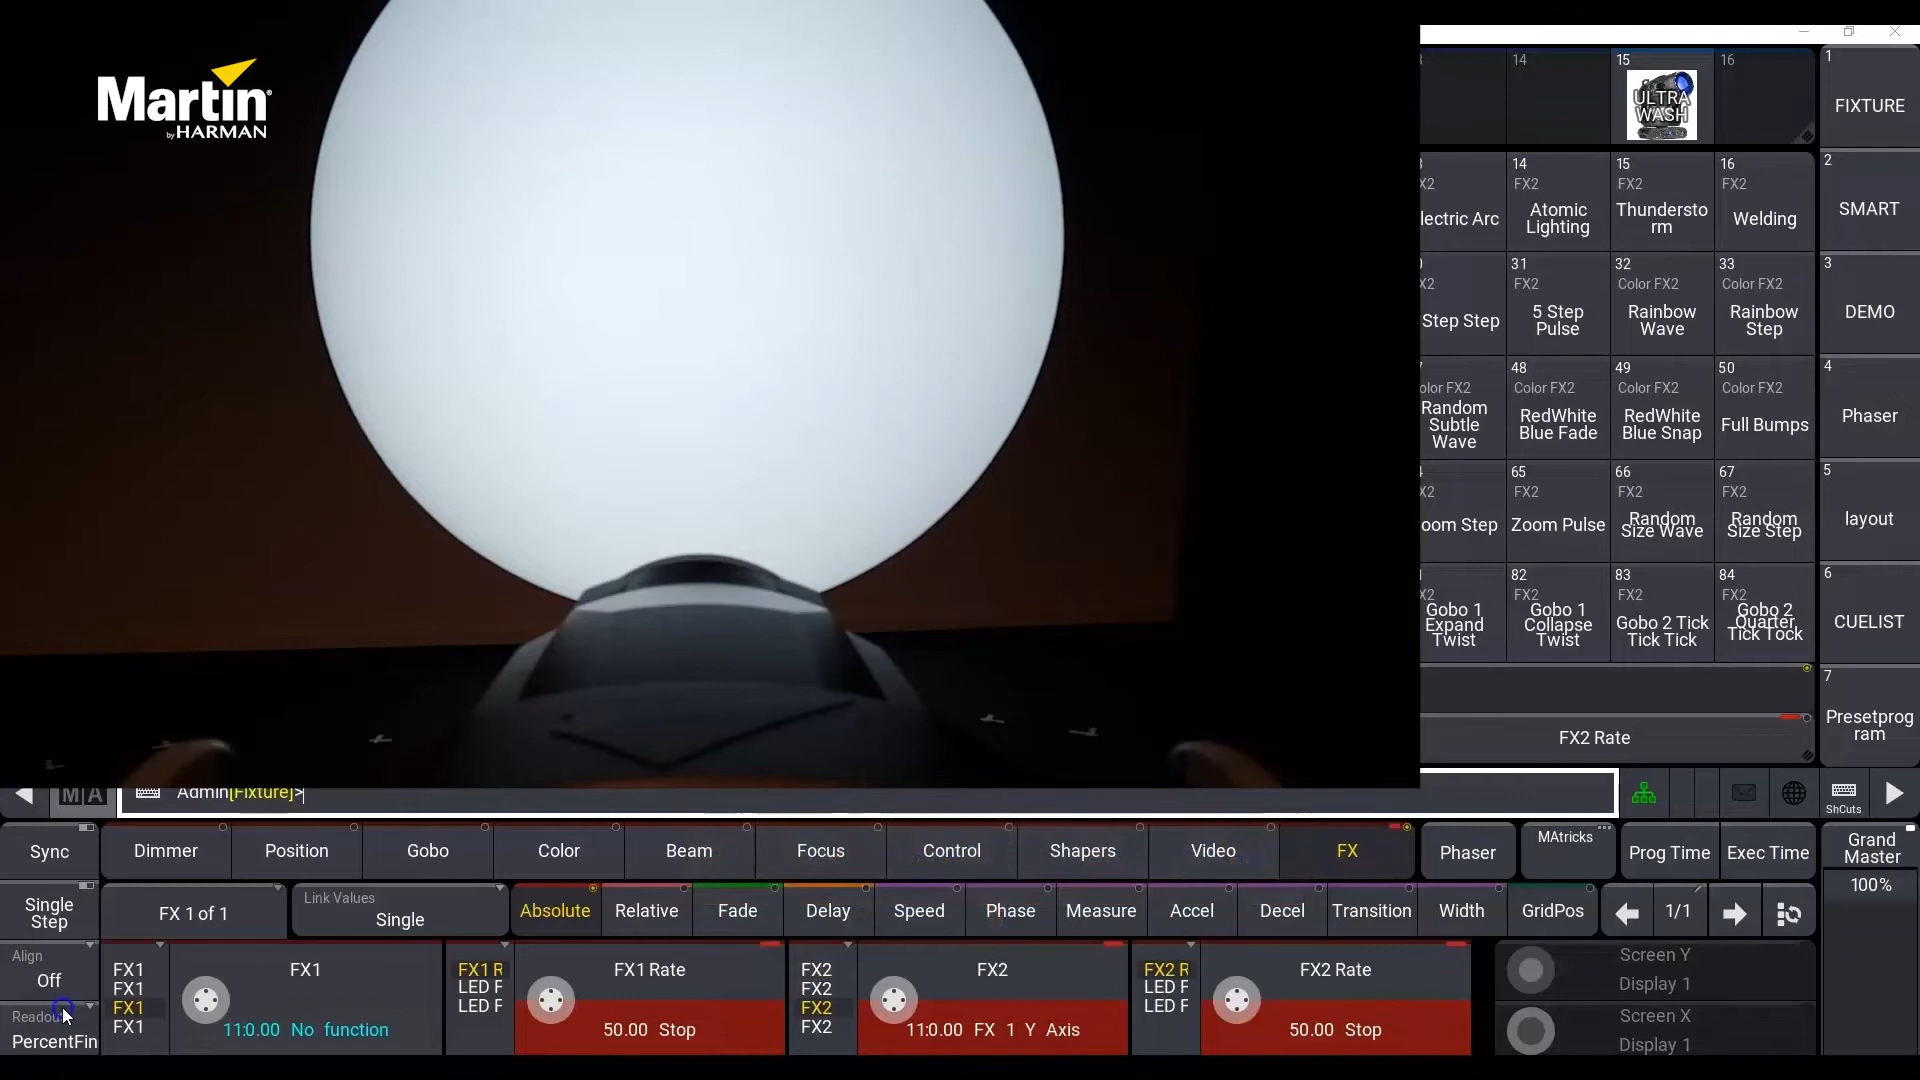 Martin
by HARMAN
14
15
ULTRA
WASH
16
1
FIXTURE
14
FX2
15
FX2
16
FX2
2
SMART
lectric Arc
Atomic
Lighting
Thundersto
rm
Welding
31
FX2
32
Color FX2
33
Color FX2
3
DEMO
Step Step
5 Step
Pulse
Rainbow
Wave
Rainbow
Step
48
olor FX2
Color FX2
49
Color FX2
50
Color FX2
4
Phaser
Random
Subtle
Wave
RedWhite
Blue Fade
RedWhite
Blue Snap
Full Bumps
65
FX2
66
FX2
67
FX2
5
layout
oom Step
Zoom Pulse
Random
Size Wave
Random
Size Step
82
FX2
83
FX2
84
FX2
6
CUELIST
Gobo 1
Expand
Twist
Gobo 1
Collapse
Twist
Gobo 2 Tick
Tick Tick
Gobo 2
Quarter
Tick Tock
7
Presetprog
ram
FX2 Rate
MA
Admin[Fixture]>
ShCuts
Sync
Dimmer
Position
Gobo
Color
Beam
Focus
Control
Shapers
Video
FX
Phaser
MAtricks
Prog Time
Exec Time
Grand
Master
100%
Single
Step
FX 1 of 1
Link Values
Single
Absolute
Relative
Fade
Delay
Speed
Phase
Measure
Accel
Decel
Transition
Width
GridPos
1/1
Align
Off
Readou
PercentFin
FX1
FX1
FX1
FX1
FX1
11:0.00 No function
FX1 R
LED F
LED F
FX1 Rate
50.00 Stop
FX2
FX2
FX2
FX2
FX2
11:0.00 FX 1 Y Axis
FX2 R
LED F
LED F
FX2 Rate
50.00 Stop
Screen Y
Display 1
Screen X
Display 1